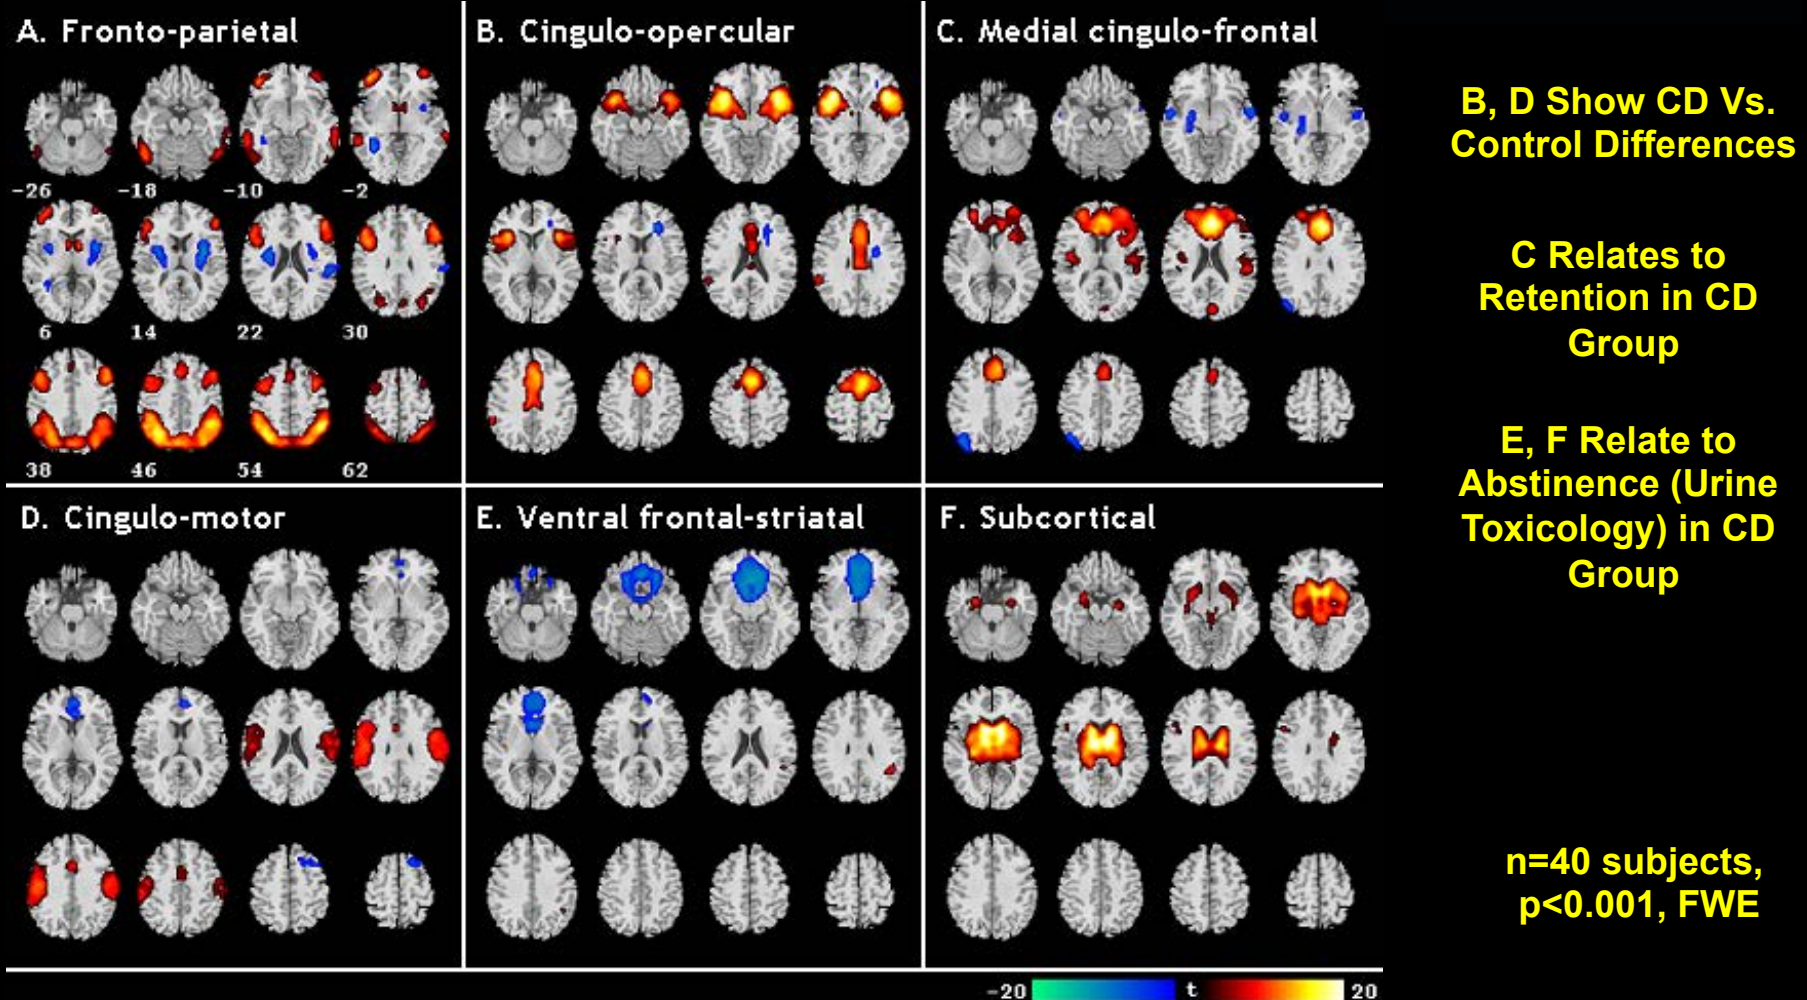 A. Fronto-parietal
B. Cingulo-opercular
C. Medial cingulo-frontal
-26 -18 -10 -2
6 14 22 30
38 46 54 62
D. Cingulo-motor
E. Ventral frontal-striatal
F. Subcortical
-20 t 20
B, D Show CD Vs.
Control Differences
C Relates to
Retention in CD
Group
E, F Relate to
Abstinence (Urine
Toxicology) in CD
Group
n=40 subjects,
p<0.001, FWE